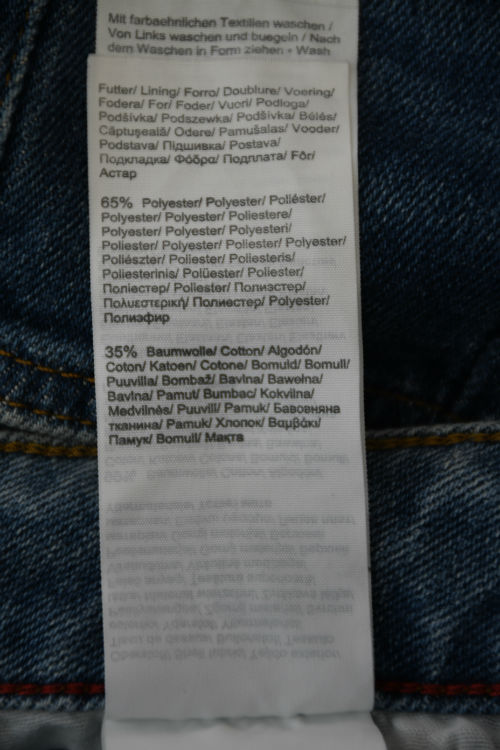 Mit farbaehnlichen Textilien waschen /
Von Links waschen und buegeln / Nach
dem Waschen in Form ziehen • Wash
Futter/ Lining/ Forro/ Doublure/ Voering/
Fodera/ For/ Foder/ Vuori/ Podloga/
Podšívka/ Podszewka/ Podšivka/ Bélés/
Căptușeală/ Odere/ Pamušalas/ Vooder/
Podstava/ Підшивка/ Postava/
Подкладка/ Φόδρα/ Подплата/ Fôr/
Астар
65% Polyester/ Polyester/ Poliéster/
Polyester/ Polyester/ Poliestere/
Polyester/ Polyester/ Polyesteri/
Poliester/ Polyester/ Poliester/ Polyester/
Poliészter/ Poliester/ Poliesteris/
Poliesterinis/ Polüester/ Poliester/
Поліестер/ Poliester/ Полиэстер/
Πολυεστερική/ Полиестер/ Polyester/
Полиэфир
35% Baumwolle/ Cotton/ Algodón/
Coton/ Katoen/ Cotone/ Bomuld/ Bomull/
Puuvilla/ Bombaž/ Bavlna/ Bawełna/
Bavlna/ Pamut/ Bumbac/ Kokvilna/
Medvilnės/ Puuvill/ Pamuk/ Бавовняна
тканина/ Pamuk/ Хлопок/ Βαμβάκι/
Памук/ Bomull/ Мақта